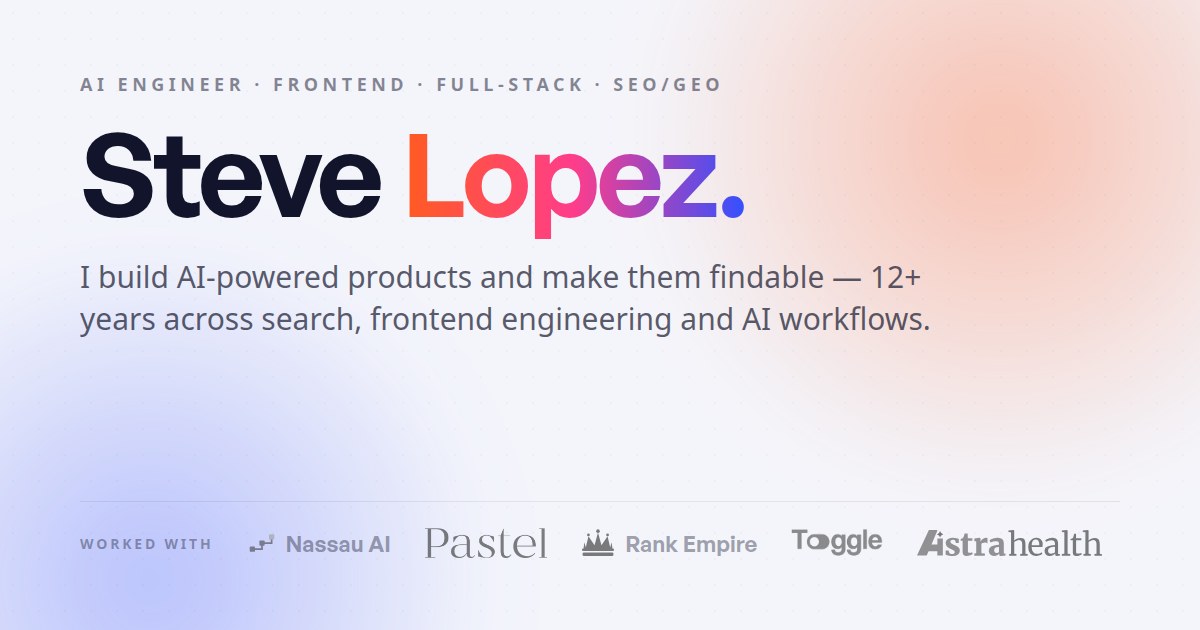 AI ENGINEER · FRONTEND · FULL-STACK · SEO/GEO
Steve Lopez.
I build AI-powered products and make them findable — 12+
years across search, frontend engineering and AI workflows.
WORKED WITH Nassau AI Pastel Rank Empire Toggle Astrahealth